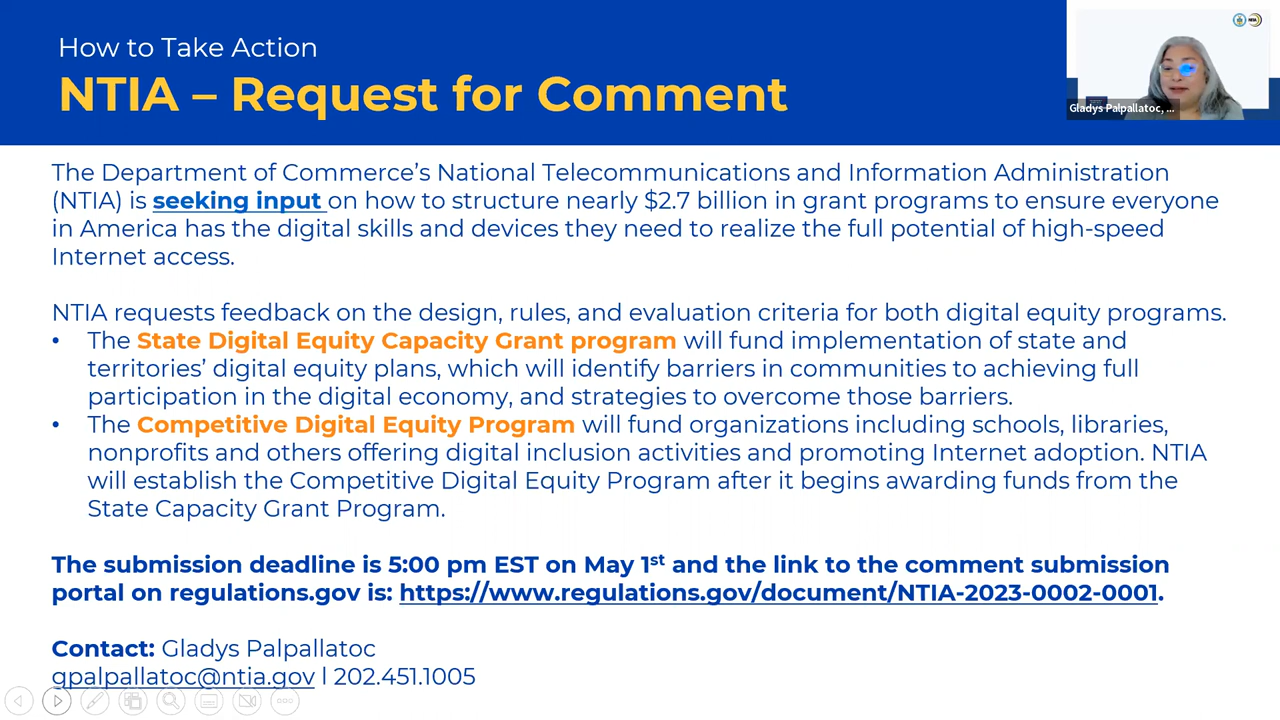 How to Take Action
NTIA – Request for Comment
Gladys Palpallatoc, ...
The Department of Commerce’s National Telecommunications and Information Administration
(NTIA) is seeking input on how to structure nearly $2.7 billion in grant programs to ensure everyone
in America has the digital skills and devices they need to realize the full potential of high-speed
Internet access.
NTIA requests feedback on the design, rules, and evaluation criteria for both digital equity programs.
• The State Digital Equity Capacity Grant program will fund implementation of state and
territories’ digital equity plans, which will identify barriers in communities to achieving full
participation in the digital economy, and strategies to overcome those barriers.
• The Competitive Digital Equity Program will fund organizations including schools, libraries,
nonprofits and others offering digital inclusion activities and promoting Internet adoption. NTIA
will establish the Competitive Digital Equity Program after it begins awarding funds from the
State Capacity Grant Program.
The submission deadline is 5:00 pm EST on May 1st and the link to the comment submission
portal on regulations.gov is: https://www.regulations.gov/document/NTIA-2023-0002-0001.
Contact: Gladys Palpallatoc
gpalpallatoc@ntia.gov l 202.451.1005